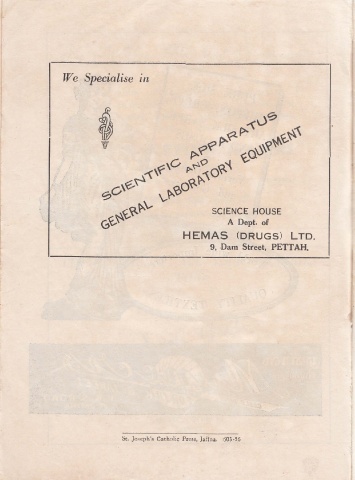 We Specialise in
SCIENTIFIC APPARATUS
AND
GENERAL LABORATORY EQUIPMENT
SCIENCE HOUSE
A Dept. of
HEMAS (DRUGS) LTD.
9, Dam Street, PETTAH.
St. Joseph's Catholic Press, Jaffna.